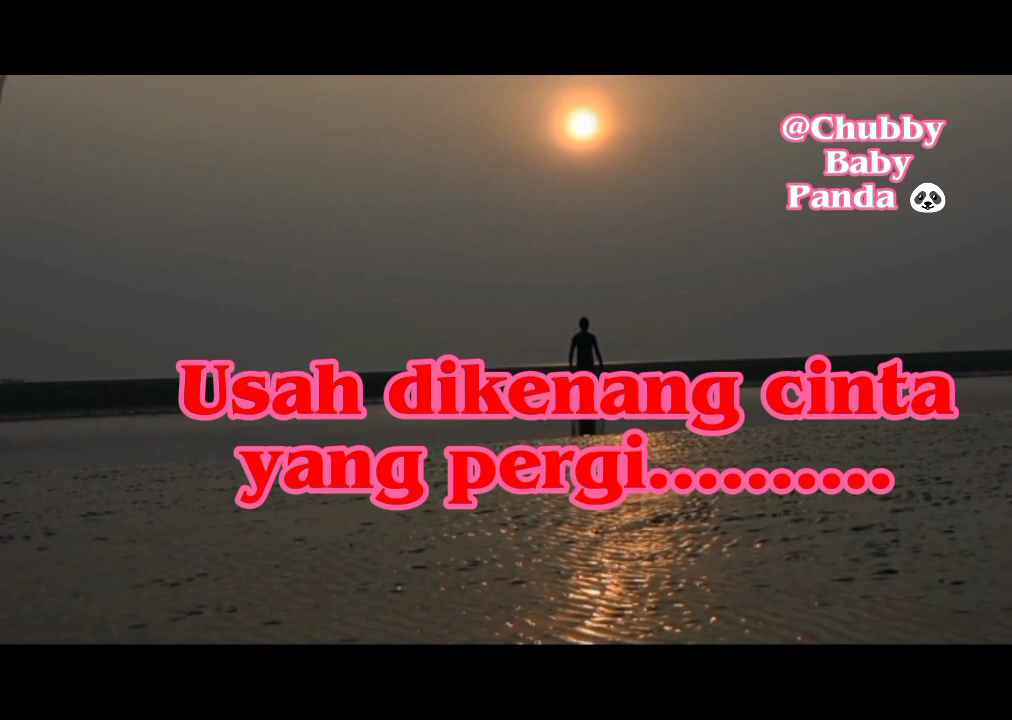 @Chubby
Baby
Panda 🐼
Usah dikenang cinta
yang pergi..........